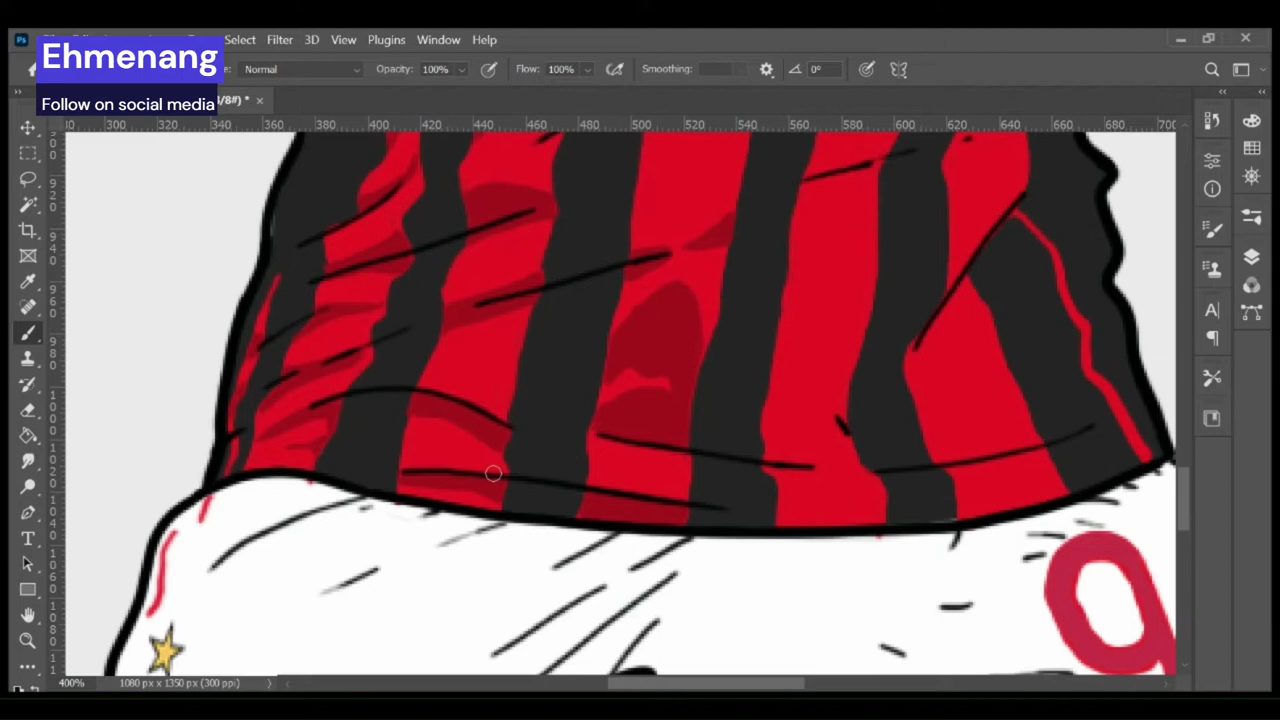 Ehmenang
Follow on social media
Select Filter 3D View Plugins Window Help
Normal Opacity: 100% Flow: 100% Smoothing: 0°
/8#) *
300 320 340 360 380 400 420 440 460 480 500 520 540 560 580 600 620 640 660 680 700
9
400% 1080 px x 1350 px (300 ppi)